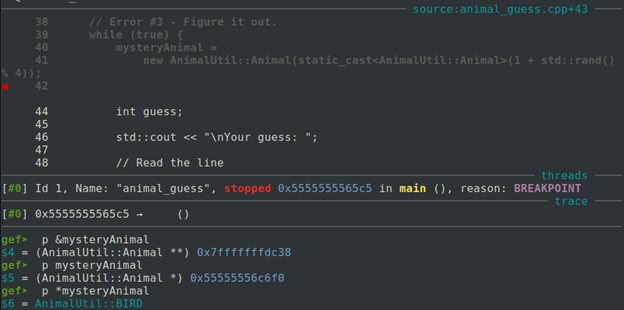 source:animal_guess.cpp+43
38 // Error #3 - Figure it out.
39 while (true) {
40 mysteryAnimal =
41 new AnimalUtil::Animal(static_cast<AnimalUtil::Animal>(1 + std::rand()
% 4));
42
44 int guess;
45
46 std::cout << "\nYour guess: ";
47
48 // Read the line
threads
[#0] Id 1, Name: "animal_guess", stopped 0x5555555565c5 in main (), reason: BREAKPOINT
trace
[#0] 0x5555555565c5 → ()
gef➤ p &mysteryAnimal
$4 = (AnimalUtil::Animal **) 0x7fffffffdc38
gef➤ p mysteryAnimal
$5 = (AnimalUtil::Animal *) 0x55555556c6f0
gef➤ p *mysteryAnimal
$6 = AnimalUtil::BIRD